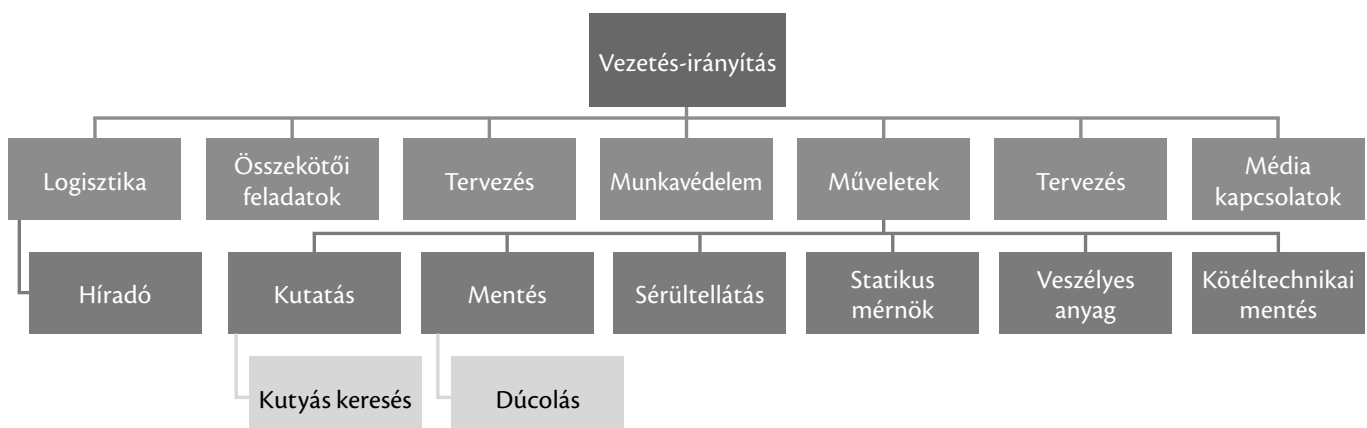 Vezetés-irányítás
Logisztika
Összekötői
feladatok
Tervezés
Munkavédelem
Műveletek
Tervezés
Média
kapcsolatok
Híradó
Kutatás
Mentés
Sérültellátás
Statikus
mérnök
Veszélyes
anyag
Kötéltechnikai
mentés
Kutyás keresés
Dúcolás